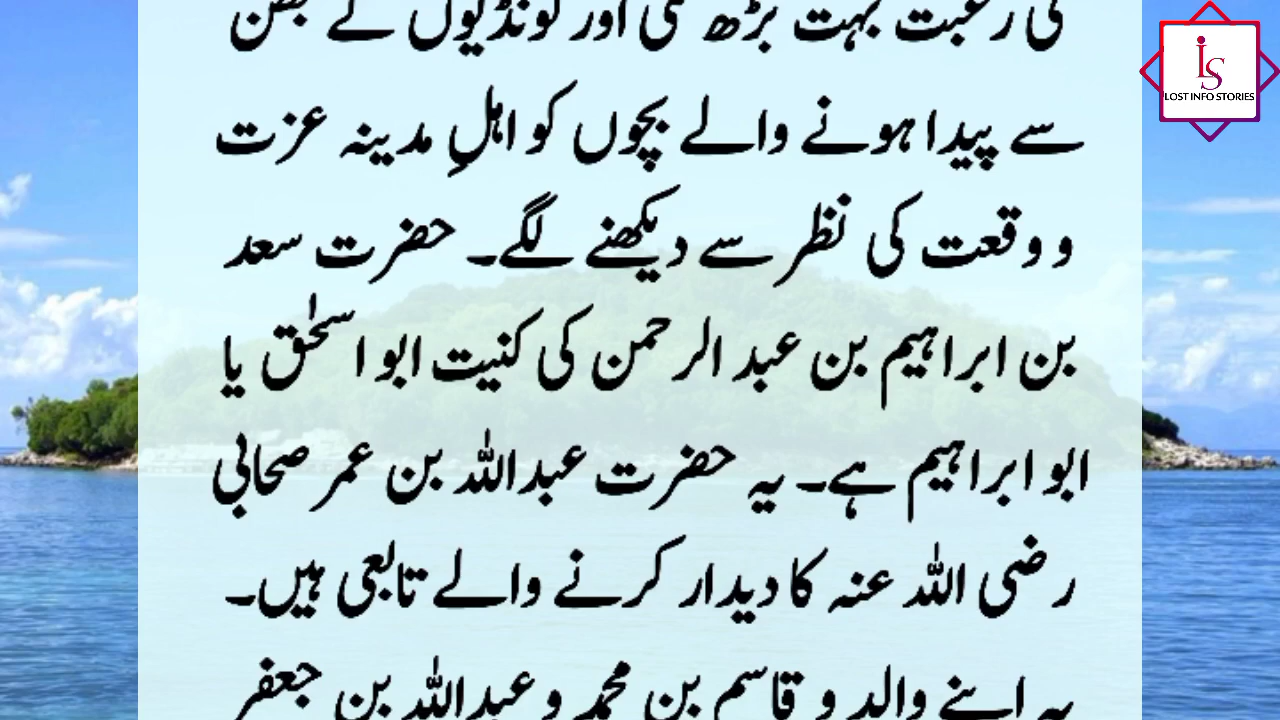 کی رغبت بہت بڑھ گئی اور لونڈیوں کے بطن
سے پیدا ہونے والے بچوں کو اہلِ مدینہ عزت
و وقعت کی نظر سے دیکھنے لگے۔ حضرت سعد
بن ابراہیم بن عبد الرحمن کی کنیت ابو اسحٰق یا
ابو ابراہیم ہے۔ یہ حضرت عبداللہ بن عمر صحابی
رضی اللہ عنہ کا دیدار کرنے والے تابعی ہیں۔
یہ اپنے والد و قاسم بن محمد و عبداللہ بن جعفر
LS
LOST INFO STORIES